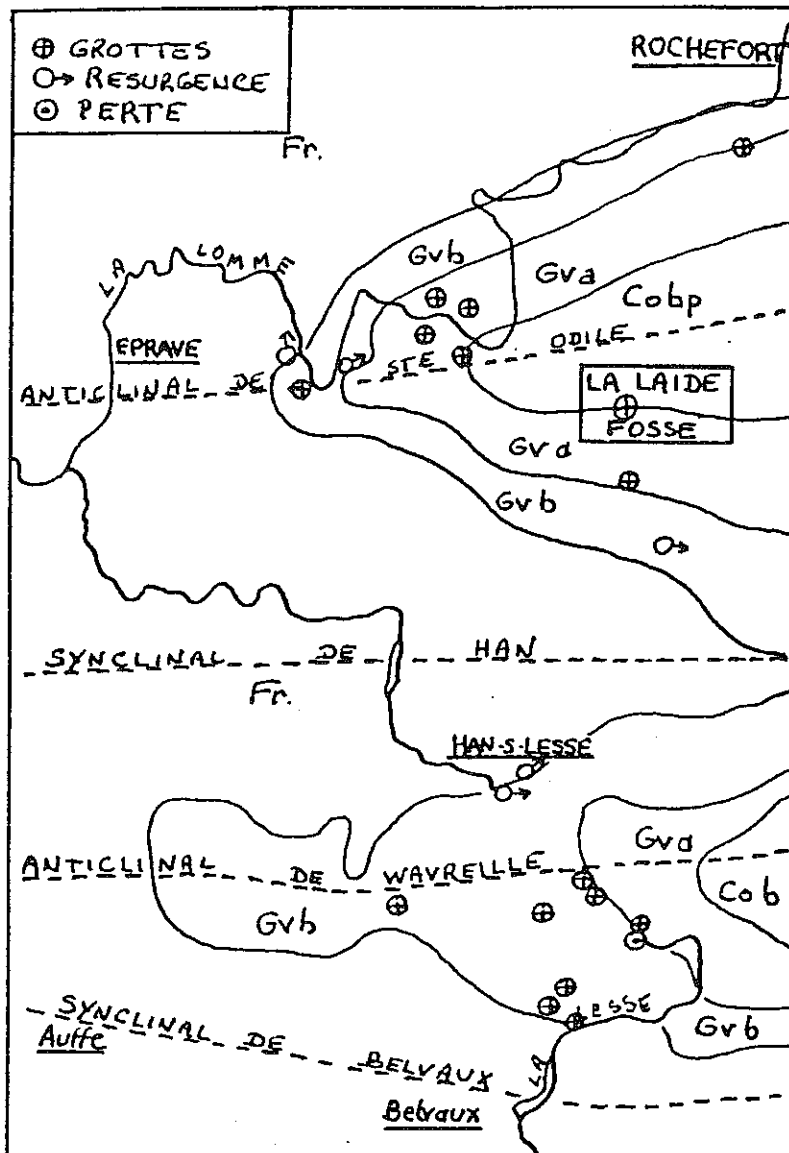 GROTTES
RESURGENCE
PERTE
ROCHEFORT
Fr.
LA LOMME
Gvb
Gva
Cobp
EPRAVE
ANTICLINAL DE STE ODILE
LA LAIDE
FOSSE
Gva
Gvb
SYNCLINAL DE HAN
Fr.
HAN-S-LESSE
Gva
ANTICLINAL DE WAVRELLLE
Cob
Gvb
LA LESSE
SYNCLINAL DE BELVAUX
Auffe
Gvb
Belvaux